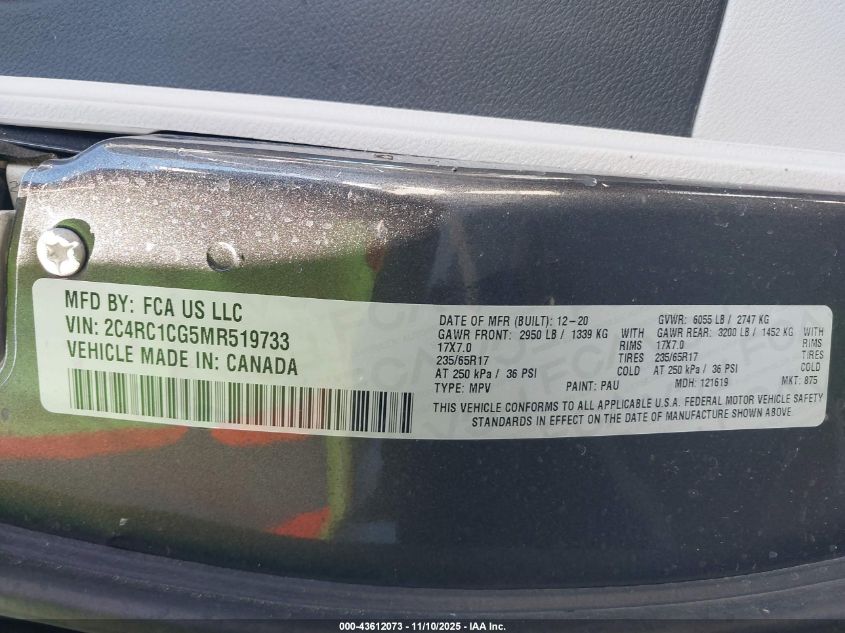 MFD BY: FCA US LLC
VIN: 2C4RC1CG5MR519733
VEHICLE MADE IN: CANADA
DATE OF MFR (BUILT): 12-20 GVWR: 6055 LB / 2747 KG
GAWR FRONT: 2950 LB / 1339 KG WITH GAWR REAR: 3200 LB / 1452 KG WITH
17X7.0 RIMS 17X7.0 RIMS
235/65R17 TIRES 235/65R17 TIRES
AT 250 kPa / 36 PSI COLD AT 250 kPa / 36 PSI COLD
TYPE: MPV PAINT: PAU MDH: 121619 MKT: 875
THIS VEHICLE CONFORMS TO ALL APPLICABLE U.S.A. FEDERAL MOTOR VEHICLE SAFETY
STANDARDS IN EFFECT ON THE DATE OF MANUFACTURE SHOWN ABOVE.
000-43612073 — 11/10/2025 — IAA Inc.